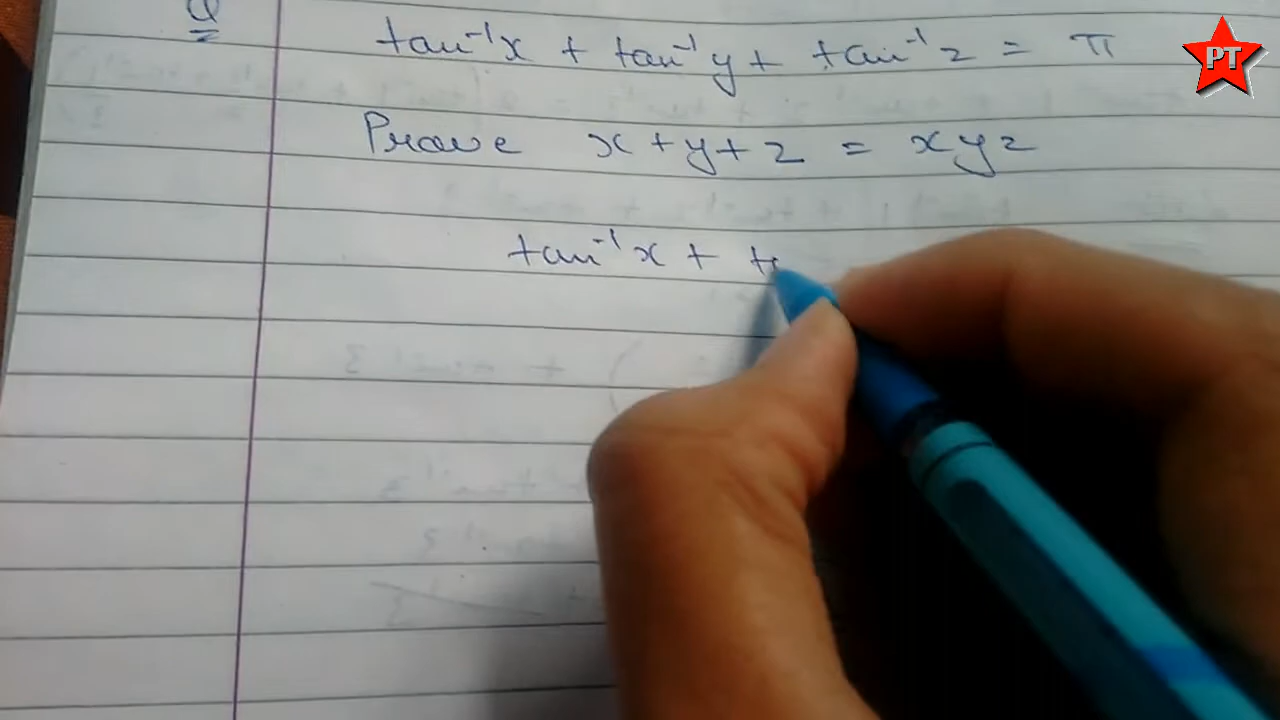 Q
tan⁻¹x + tan⁻¹y + tan⁻¹z = π
PT
Prove x+y+z = xyz
tan⁻¹x + t